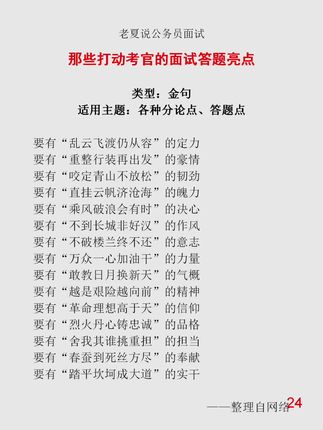 老夏说公务员面试
那些打动考官的面试答题亮点
类型：金句
适用主题：各种分论点、答题点
要有“乱云飞渡仍从容”的定力
要有“重整行装再出发”的豪情
要有“咬定青山不放松”的韧劲
要有“直挂云帆济沧海”的魄力
要有“乘风破浪会有时”的决心
要有“不到长城非好汉”的作风
要有“不破楼兰终不还”的意志
要有“万众一心加油干”的力量
要有“敢教日月换新天”的气概
要有“越是艰险越向前”的精神
要有“革命理想高于天”的信仰
要有“烈火丹心铸忠诚”的品格
要有“舍我其谁挑重担”的担当
要有“春蚕到死丝方尽”的奉献
要有“踏平坎坷成大道”的实干
——整理自网络
24